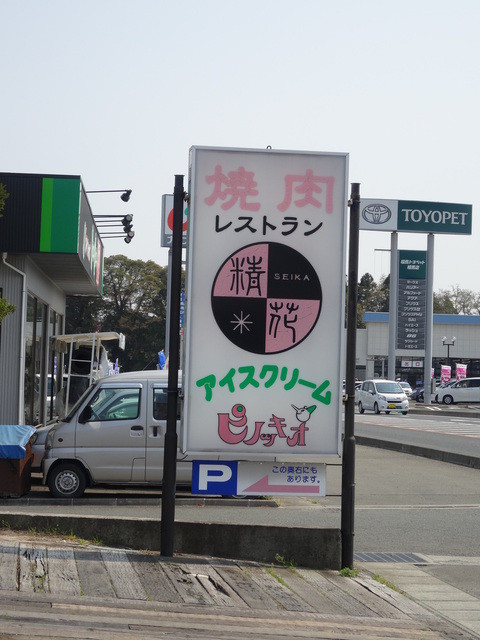 焼肉
レストラン
精
SEIKA
花
アイスクリーム
ピノッキオ
P
この奥右にも
あります。
TOYOPET